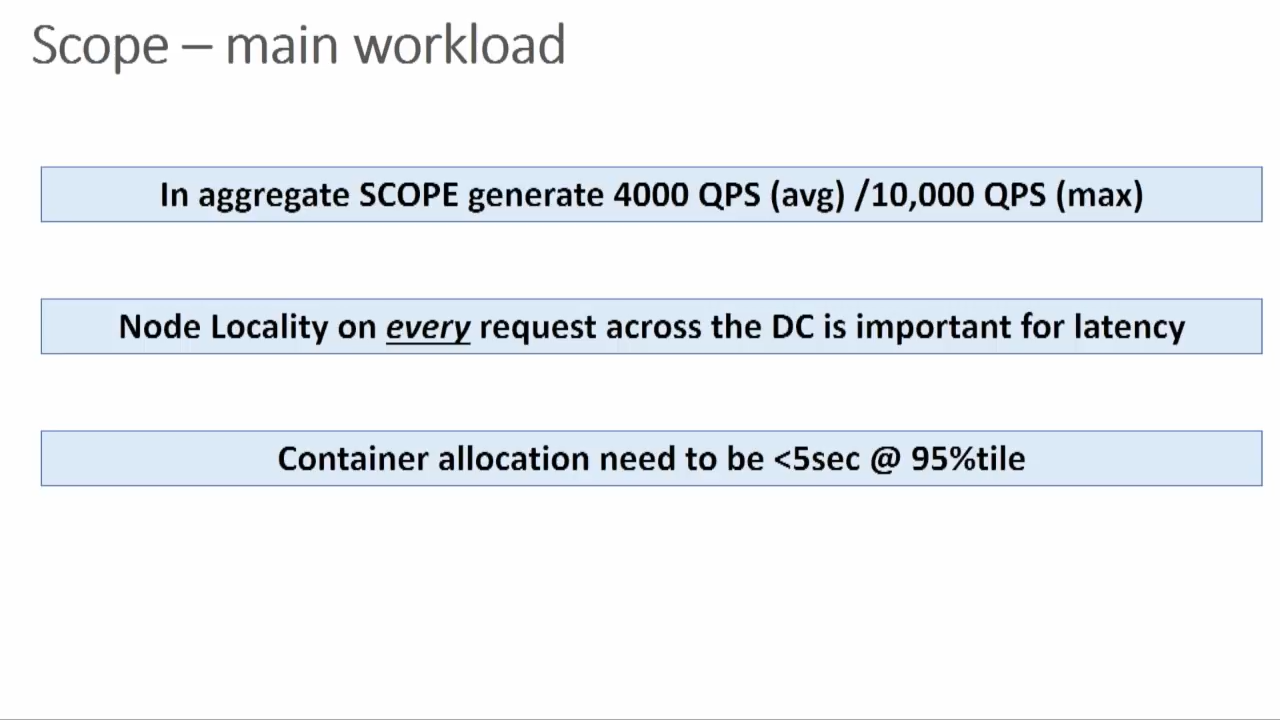 Scope – main workload
In aggregate SCOPE generate 4000 QPS (avg) /10,000 QPS (max)
Node Locality on every request across the DC is important for latency
Container allocation need to be <5sec @ 95%tile